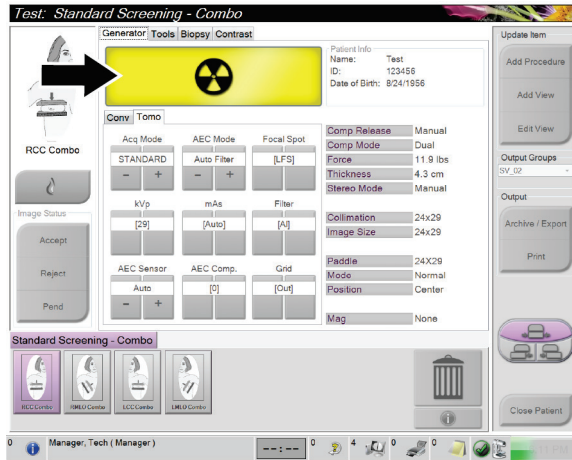 Test: Standard Screening - Combo
Generator Tools Biopsy Contrast
Patient Info
Name: Test
ID: 123456
Date of Birth: 8/24/1956
RCC Combo
Image Status
Accept
Reject
Pend
Conv Tomo
Acq Mode AEC Mode Focal Spot
STANDARD Auto Filter [LFS]
- + - +
kVp mAs Filter
[29] [Auto] [Al]
AEC Sensor AEC Comp. Grid
Auto [0] [Out]
- +
Comp Release Manual
Comp Mode Dual
Force 11.9 lbs
Thickness 4.3 cm
Stereo Mode Manual
Collimation 24x29
Image Size 24x29
Paddle 24X29
Mode Normal
Position Center
Mag None
Update Item
Add Procedure
Add View
Edit View
Output Groups
SV_02
Output
Archive / Export
Print
Close Patient
Standard Screening - Combo
RCC Combo RMLO Combo LCC Combo LMLO Combo
0 Manager, Tech ( Manager ) --:-- 0 4 0 0